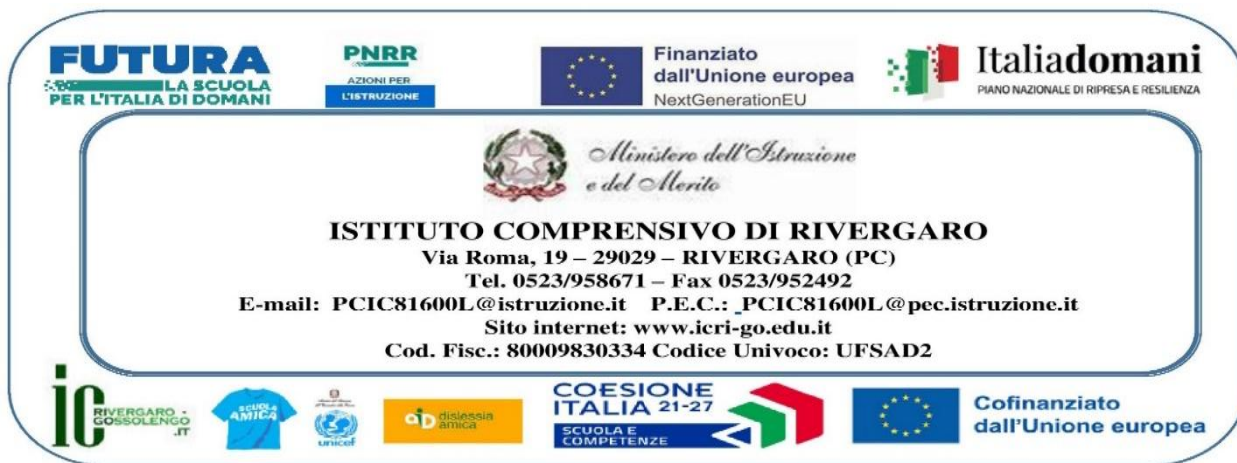 FUTURA
LA SCUOLA
PER L'ITALIA DI DOMANI
PNRR
AZIONI PER
L'ISTRUZIONE
Finanziato
dall'Unione europea
NextGenerationEU
Italiadomani
PIANO NAZIONALE DI RIPRESA E RESILIENZA
Ministero dell'Istruzione
e del Merito
ISTITUTO COMPRENSIVO DI RIVERGARO
Via Roma, 19 – 29029 – RIVERGARO (PC)
Tel. 0523/958671 – Fax 0523/952492
E-mail: PCIC81600L@istruzione.it P.E.C.: PCIC81600L@pec.istruzione.it
Sito internet: www.icri-go.edu.it
Cod. Fisc.: 80009830334 Codice Univoco: UFSAD2
ic
RIVERGARO -
GOSSOLENGO
.IT
SCUOLA
AMICA
unicef
aiD dislessia
amica
COESIONE
ITALIA 21-27
SCUOLA E
COMPETENZE
Cofinanziato
dall'Unione europea